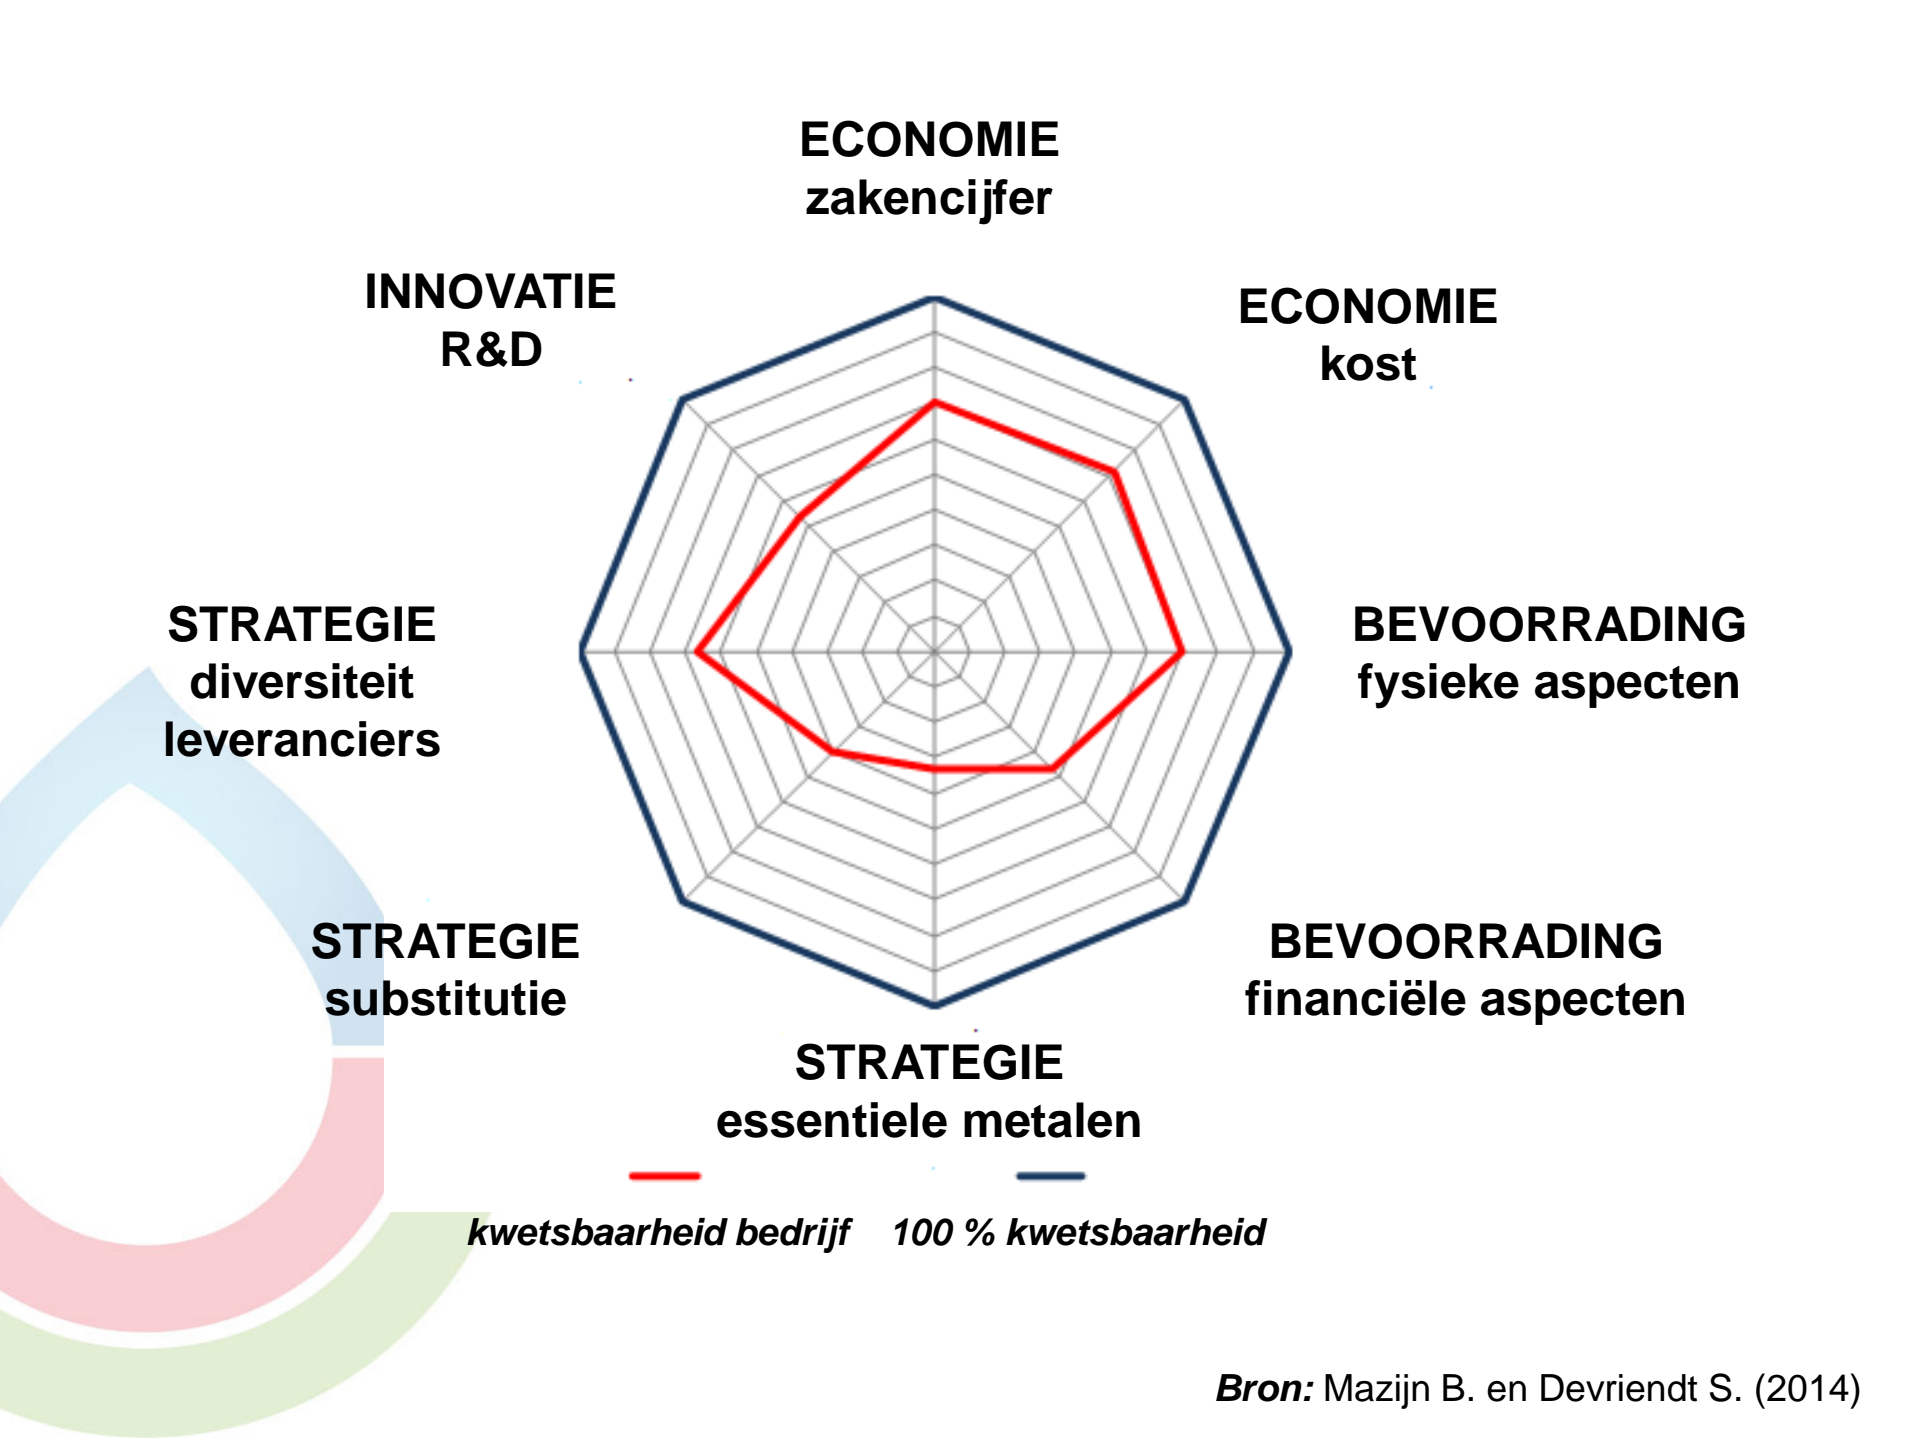 ECONOMIE
zakencijfer
INNOVATIE
R&D
ECONOMIE
kost
STRATEGIE
diversiteit
leveranciers
BEVOORRADING
fysieke aspecten
STRATEGIE
substitutie
BEVOORRADING
financiële aspecten
STRATEGIE
essentiele metalen
kwetsbaarheid bedrijf
100 % kwetsbaarheid
Bron: Mazijn B. en Devriendt S. (2014)